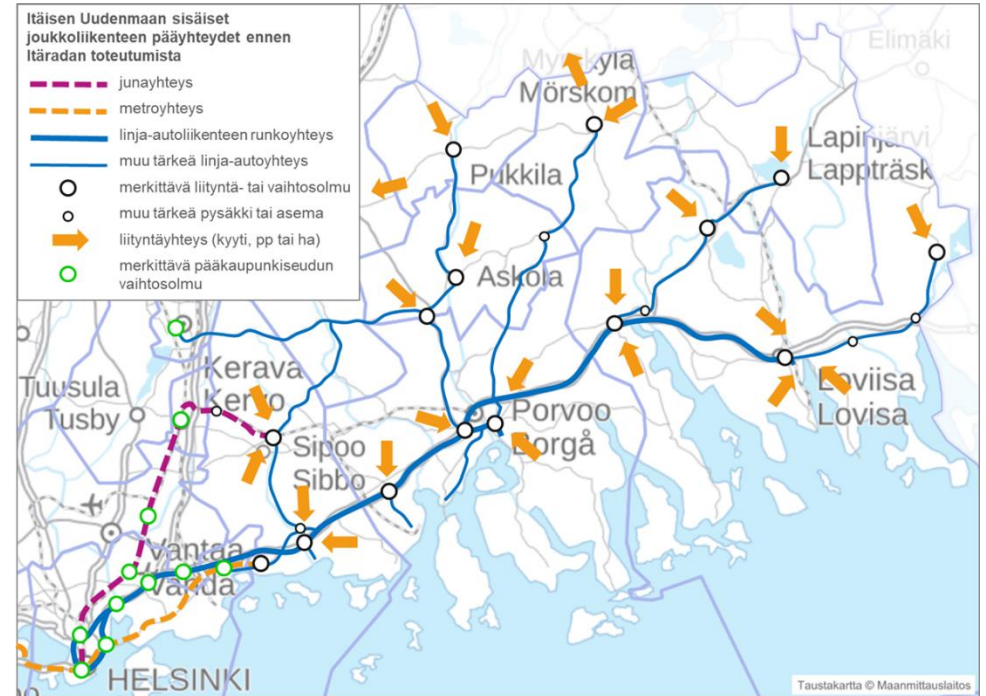 Itäisen Uudenmaan sisäiset
joukkoliikenteen pääyhteydet ennen
Itäradan toteutumista
junayhteys
metroyhteys
linja-autoliikenteen runkoyhteys
muu tärkeä linja-autoyhteys
merkittävä liityntä- tai vaihtosolmu
muu tärkeä pysäkki tai asema
liityntäyhteys (kyyti, pp tai ha)
merkittävä pääkaupunkiseudun
vaihtosolmu
Elimäki
Mörskom
Lapinjärvi
Lappträsk
Pukkila
Askola
Kerava
Kervo
Tuusula
Tusby
Sipoo
Sibbo
Porvoo
Borgå
Loviisa
Lovisa
Vantaa
Vanda
HELSINKI
Taustakartta © Maanmittauslaitos